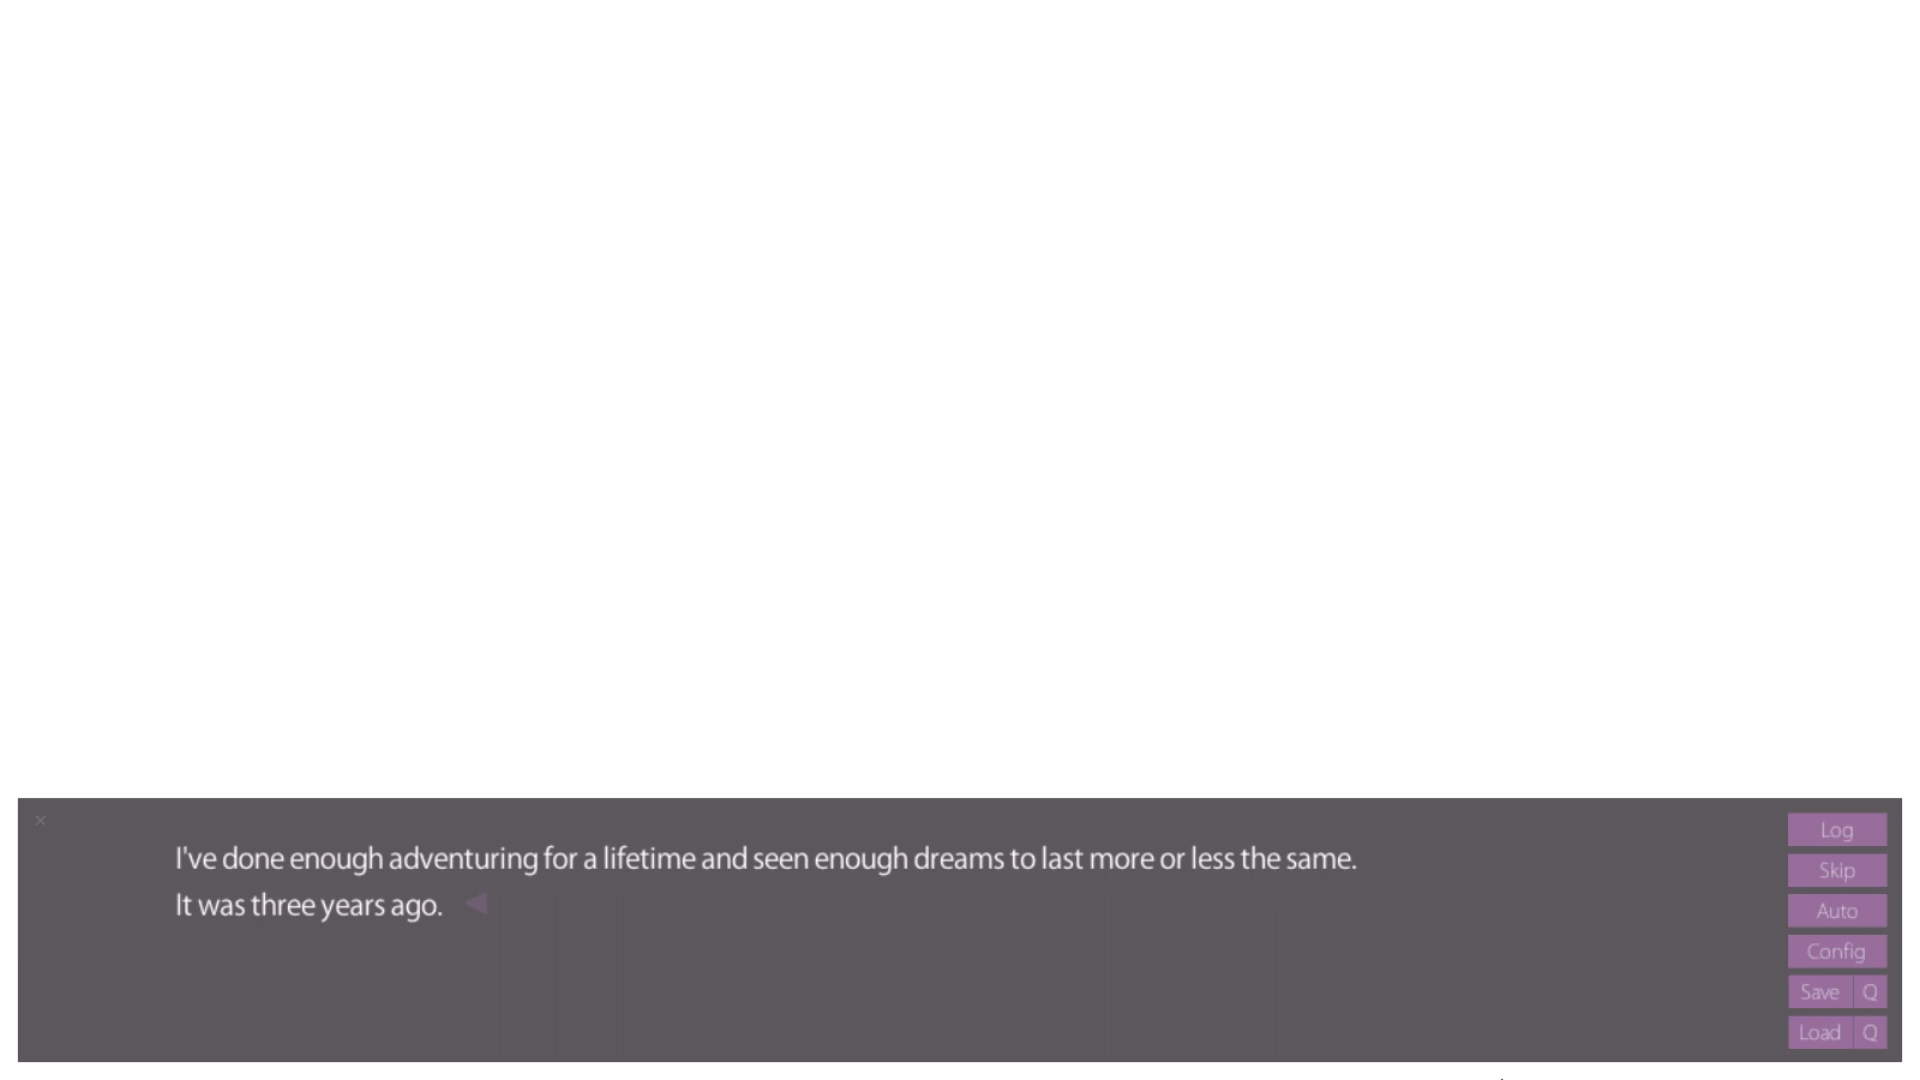 I've done enough adventuring for a lifetime and seen enough dreams to last more or less the same.
It was three years ago.
Log
Skip
Auto
Config
Save Q
Load Q